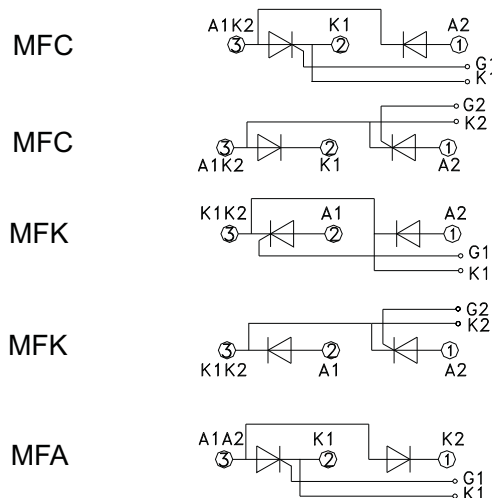 MFC
A1K2 K1 A2
3 2 1
G1
K1
MFC
G2
K2
3 2 1
A1K2 K1 A2
MFK
K1K2 A1 A2
3 2 1
G1
K1
MFK
G2
K2
3 2 1
K1K2 A1 A2
MFA
A1A2 K1 K2
3 2 1
G1
K1